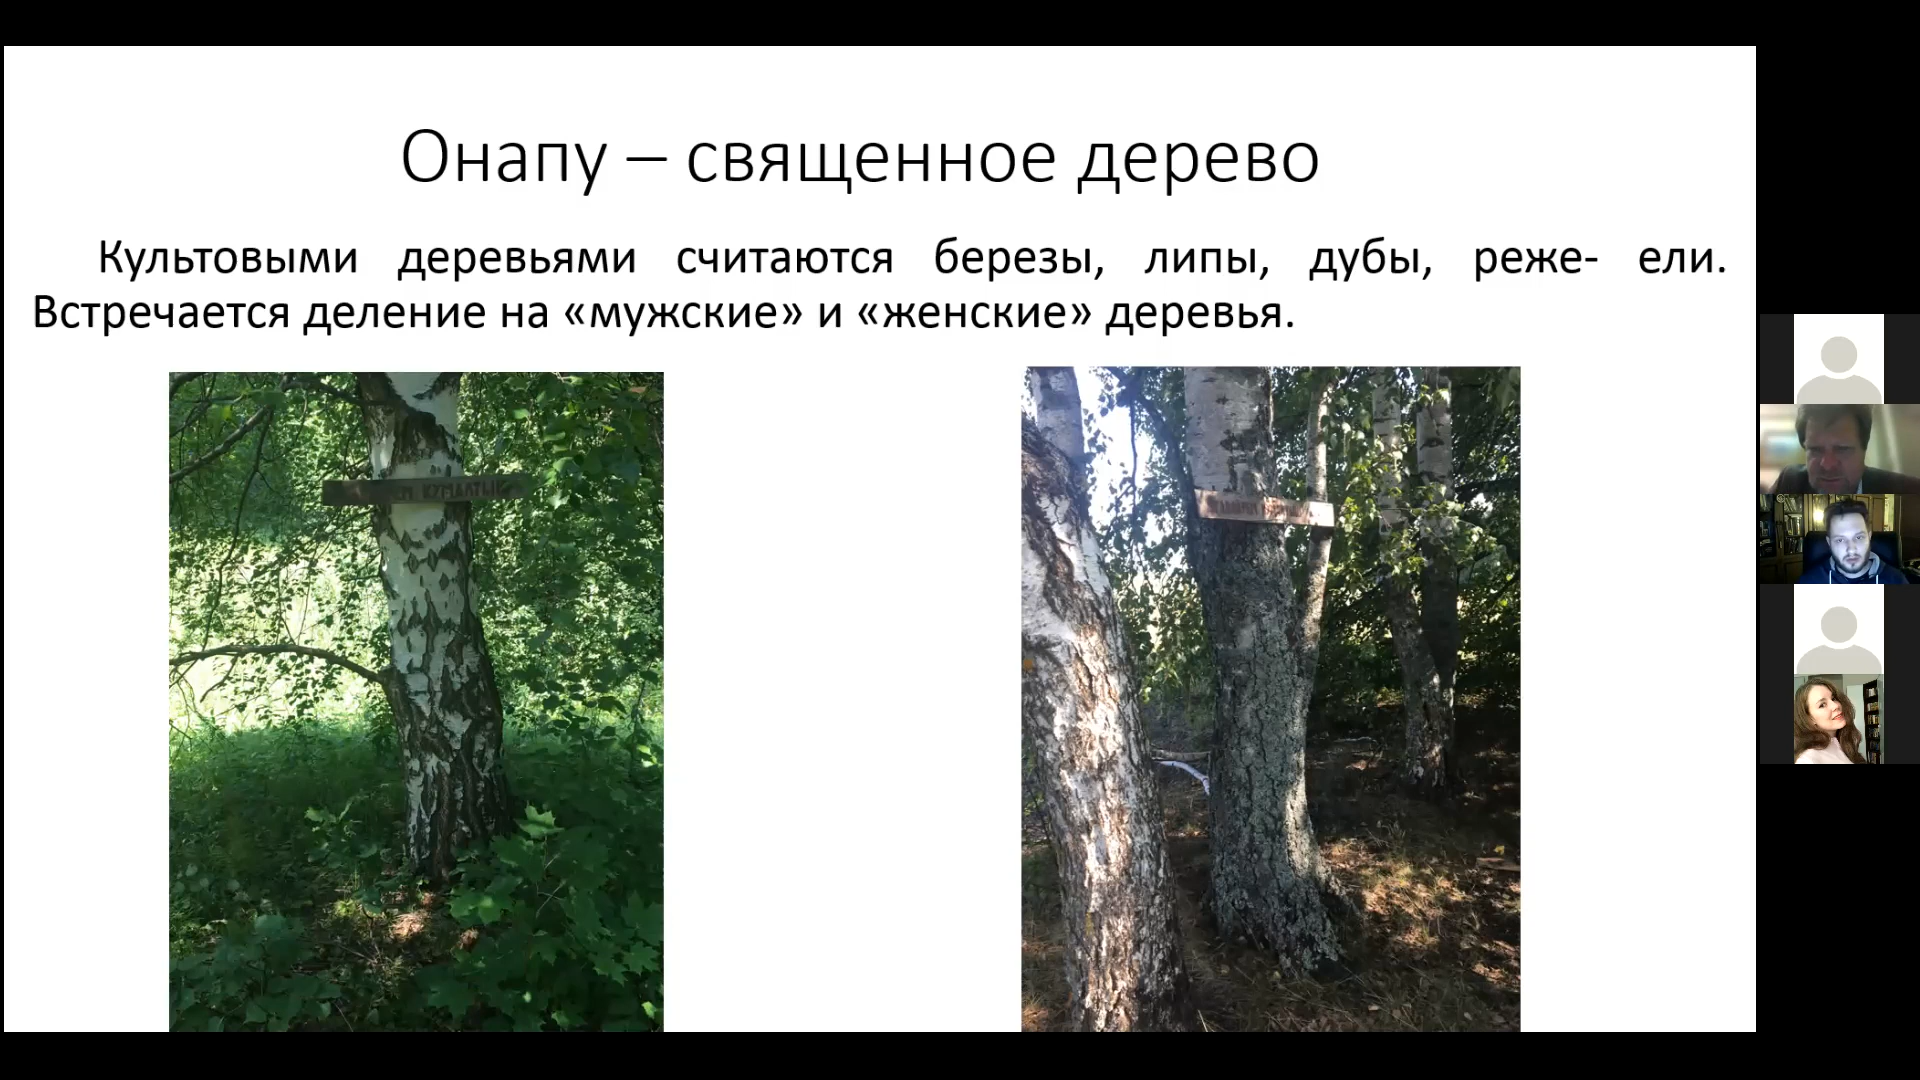 Онапу – священное дерево
Культовыми деревьями считаются березы, липы, дубы, реже- ели.
Встречается деление на «мужские» и «женские» деревья.